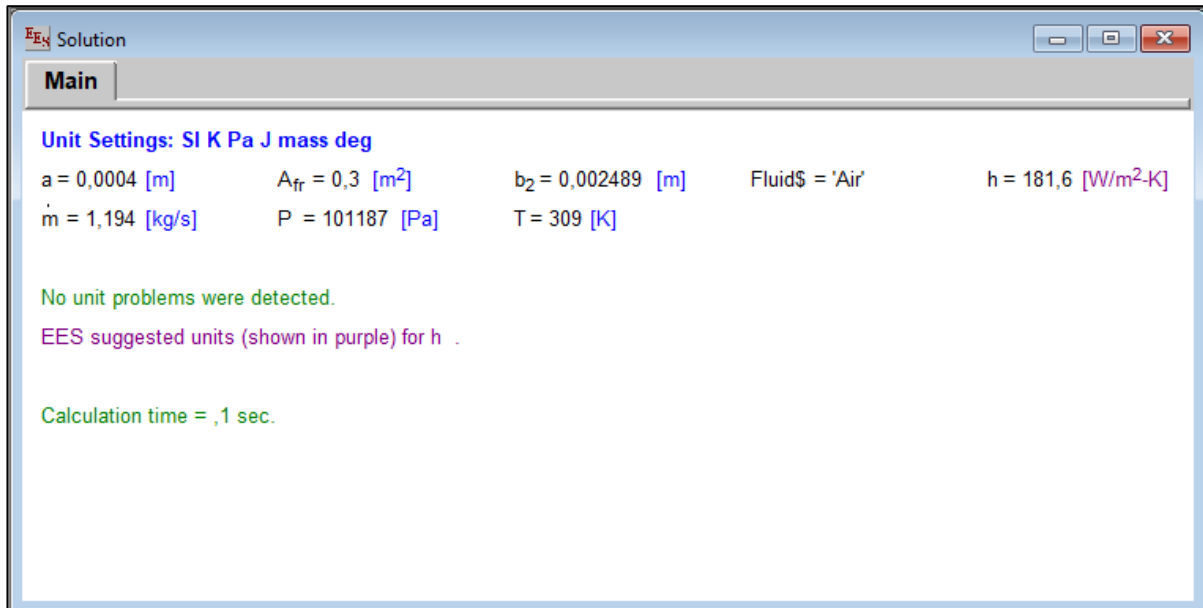 EES Solution
Main
Unit Settings: SI K Pa J mass deg
a = 0,0004 [m] A_fr = 0,3 [m²] b₂ = 0,002489 [m] Fluid$ = 'Air' h = 181,6 [W/m²-K]
ṁ = 1,194 [kg/s] P = 101187 [Pa] T = 309 [K]
No unit problems were detected.
EES suggested units (shown in purple) for h .
Calculation time = ,1 sec.